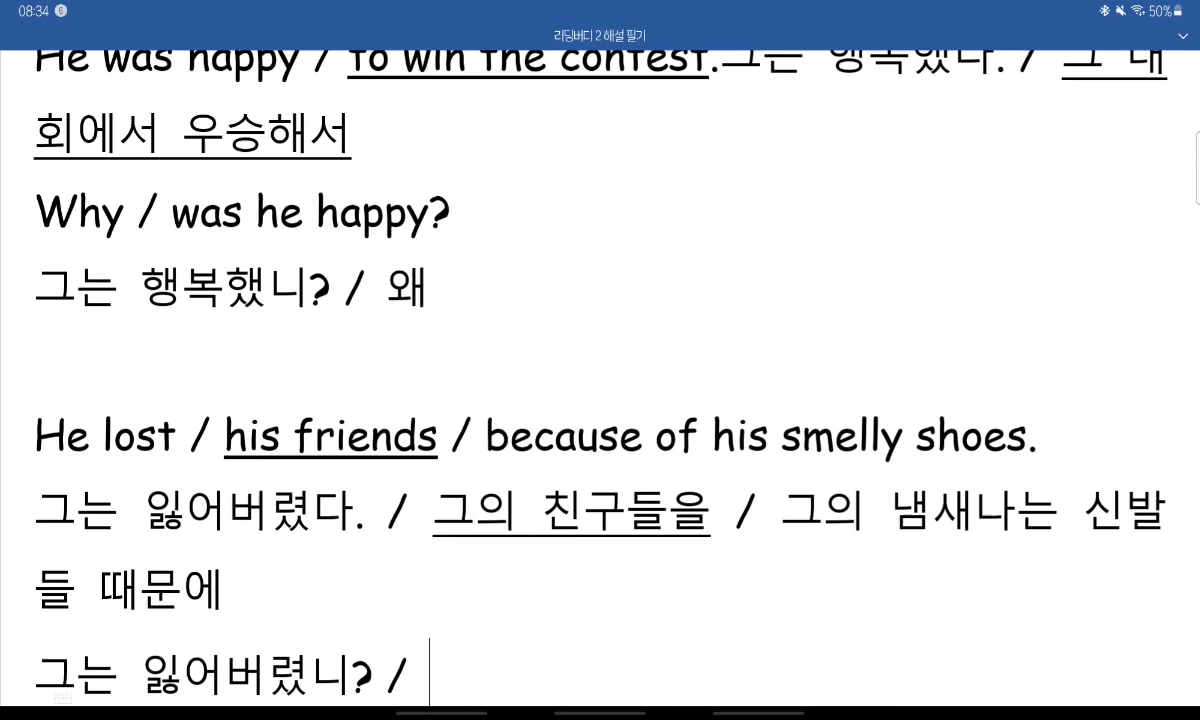 08:34 6 50%
리딩버디 2 해설 필기
He was happy / to win the contest.그는 행복했다. / 그 대
회에서 우승해서
Why / was he happy?
그는 행복했니? / 왜
He lost / his friends / because of his smelly shoes.
그는 잃어버렸다. / 그의 친구들을 / 그의 냄새나는 신발
들 때문에
그는 잃어버렸니? /